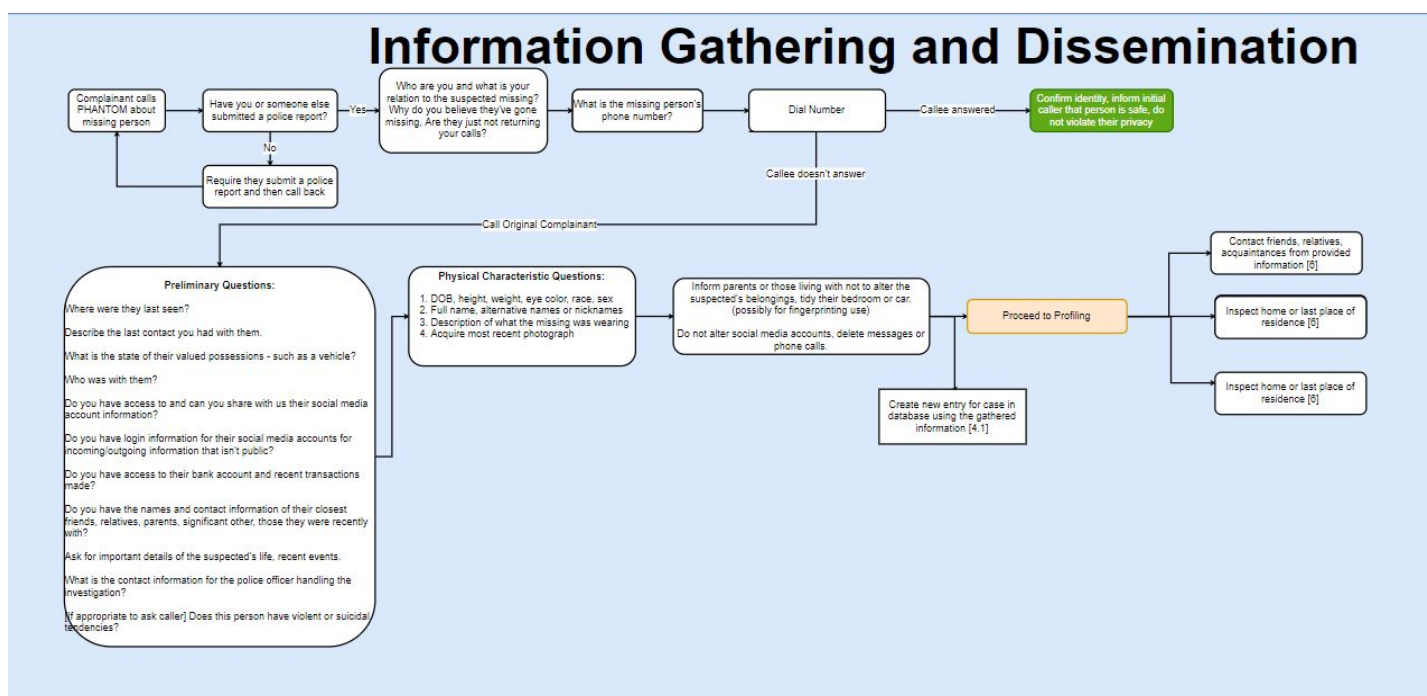 Information Gathering and Dissemination
Complainant calls
PHANTOM about
missing person
Have you or someone else
submitted a police report?
Yes
Who are you and what is your
relation to the suspected missing?
Why do you believe they've gone
missing, Are they just not returning
your calls?
What is the missing person's
phone number?
Dial Number
Callee answered
Confirm identity, inform initial
caller that person is safe, do
not violate their privacy
No
Require they submit a police
report and then call back
Callee doesn't answer
Call Original Complainant
Preliminary Questions:
Where were they last seen?
Describe the last contact you had with them.
What is the state of their valued possessions - such as a vehicle?
Who was with them?
Do you have access to and can you share with us their social media
account information?
Do you have login information for their social media accounts for
incoming/outgoing information that isn't public?
Do you have access to their bank account and recent transactions
made?
Do you have the names and contact information of their closest
friends, relatives, parents, significant other, those they were recently
with?
Ask for important details of the suspected's life, recent events.
What is the contact information for the police officer handling the
investigation?
[If appropriate to ask caller] Does this person have violent or suicidal
tendencies?
Physical Characteristic Questions:
1. DOB, height, weight, eye color, race, sex
2. Full name, alternative names or nicknames
3. Description of what the missing was wearing
4. Acquire most recent photograph
Inform parents or those living with not to alter the
suspected's belongings, tidy their bedroom or car.
(possibly for fingerprinting use)
Do not alter social media accounts, delete messages or
phone calls.
Create new entry for case in
database using the gathered
information [4.1]
Proceed to Profiling
Contact friends, relatives,
acquaintances from provided
information [6]
Inspect home or last place of
residence [6]
Inspect home or last place of
residence [6]